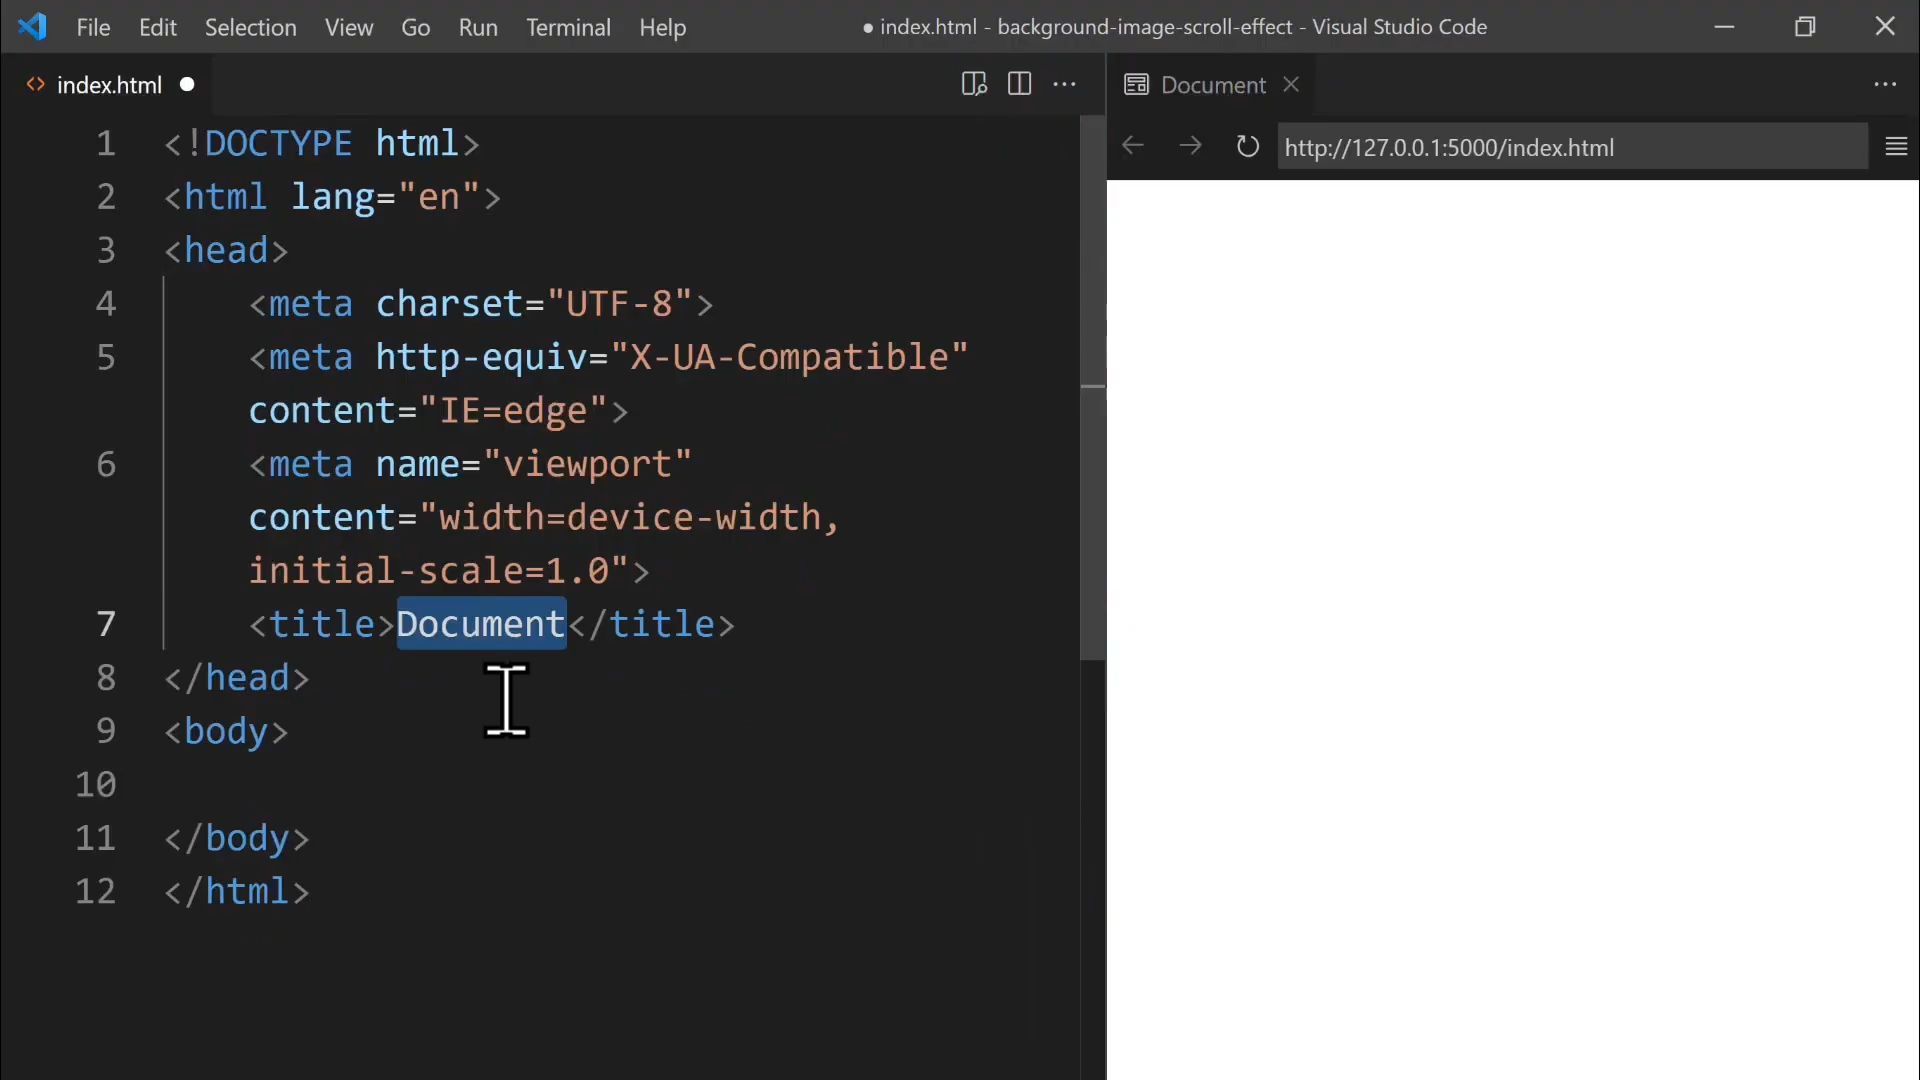 File Edit Selection View Go Run Terminal Help ● index.html - background-image-scroll-effect - Visual Studio Code
index.html
Document
http://127.0.0.1:5000/index.html
1 <!DOCTYPE html>
2 <html lang="en">
3 <head>
4 <meta charset="UTF-8">
5 <meta http-equiv="X-UA-Compatible"
content="IE=edge">
6 <meta name="viewport"
content="width=device-width,
initial-scale=1.0">
7 <title>Document</title>
8 </head>
9 <body>
10
11 </body>
12 </html>